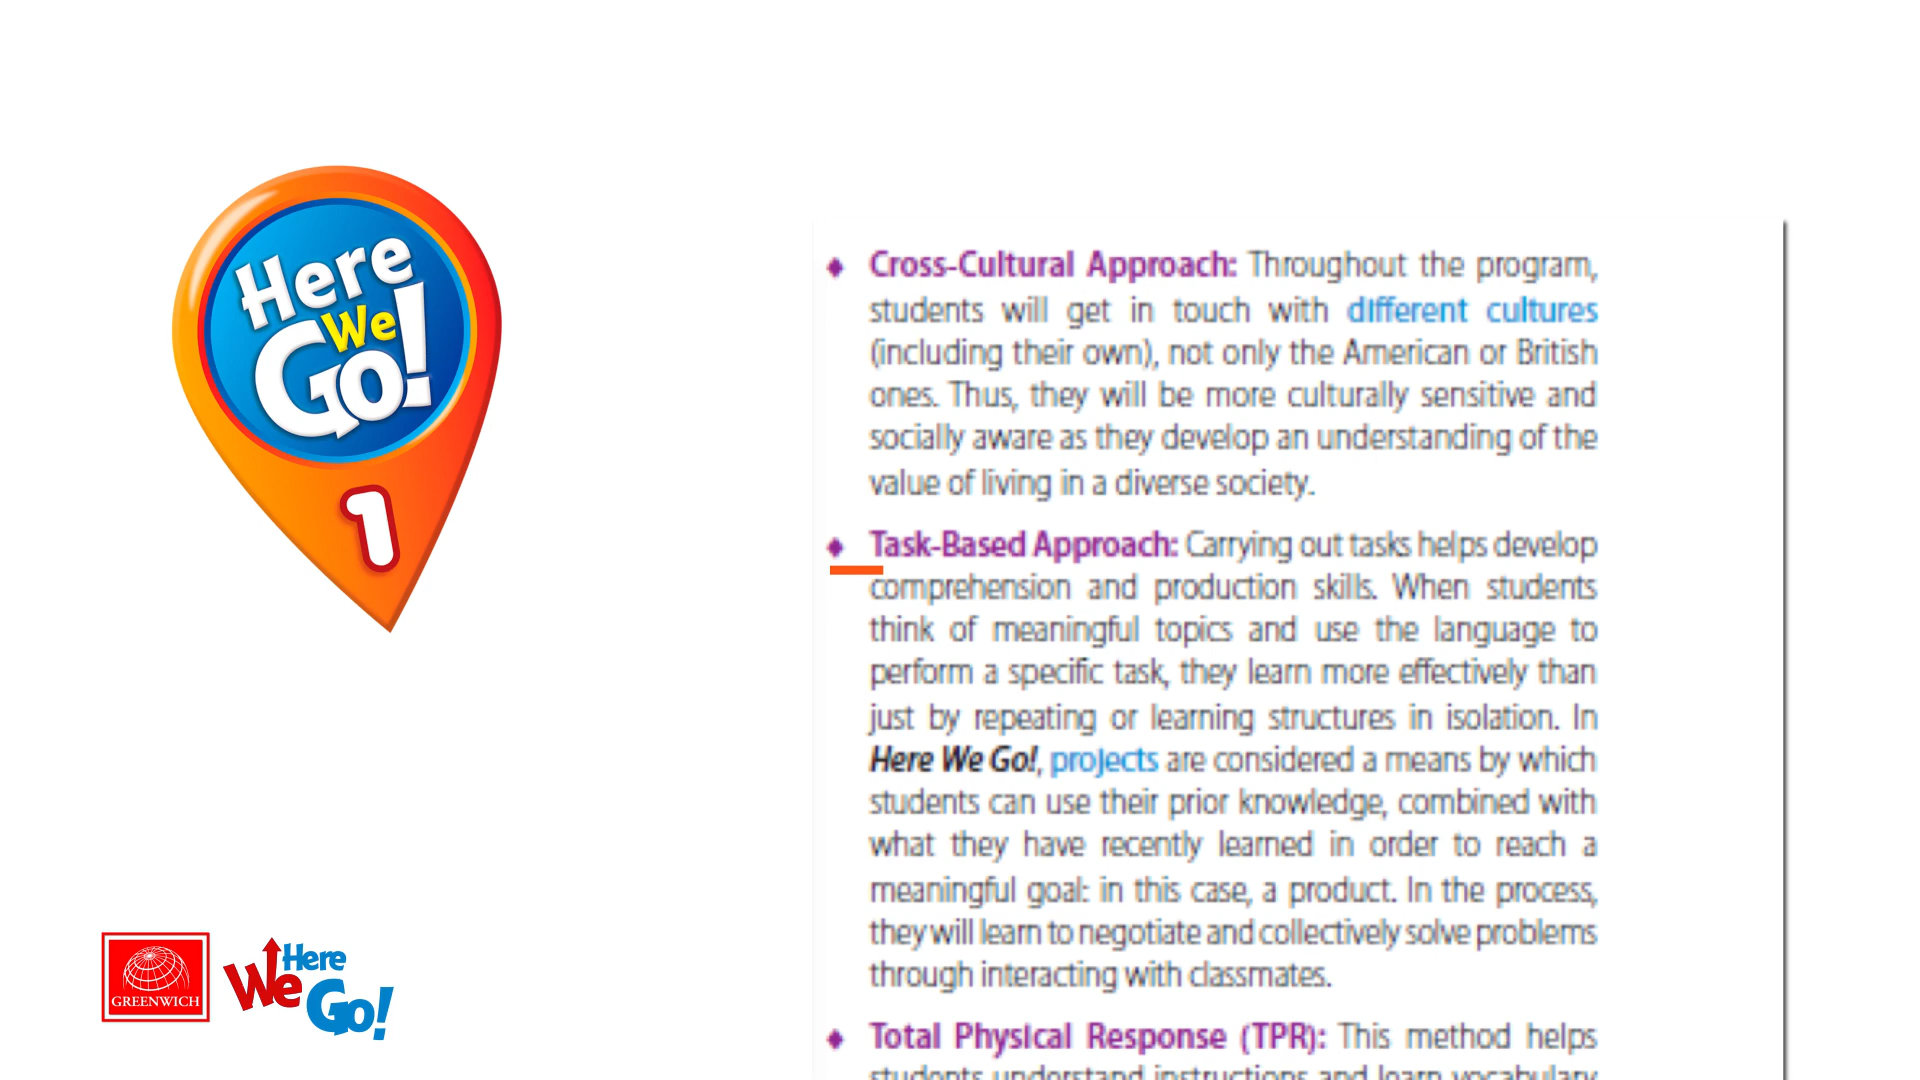 Here
We
Go!
1
♦ Cross-Cultural Approach: Throughout the program,
students will get in touch with different cultures
(including their own), not only the American or British
ones. Thus, they will be more culturally sensitive and
socially aware as they develop an understanding of the
value of living in a diverse society.
♦ Task-Based Approach: Carrying out tasks helps develop
comprehension and production skills. When students
think of meaningful topics and use the language to
perform a specific task, they learn more effectively than
just by repeating or learning structures in isolation. In
Here We Go!, projects are considered a means by which
students can use their prior knowledge, combined with
what they have recently learned in order to reach a
meaningful goal: in this case, a product. In the process,
they will learn to negotiate and collectively solve problems
through interacting with classmates.
♦ Total Physical Response (TPR): This method helps
students understand instructions and learn vocabulary
GREENWICH
Here
We
Go!